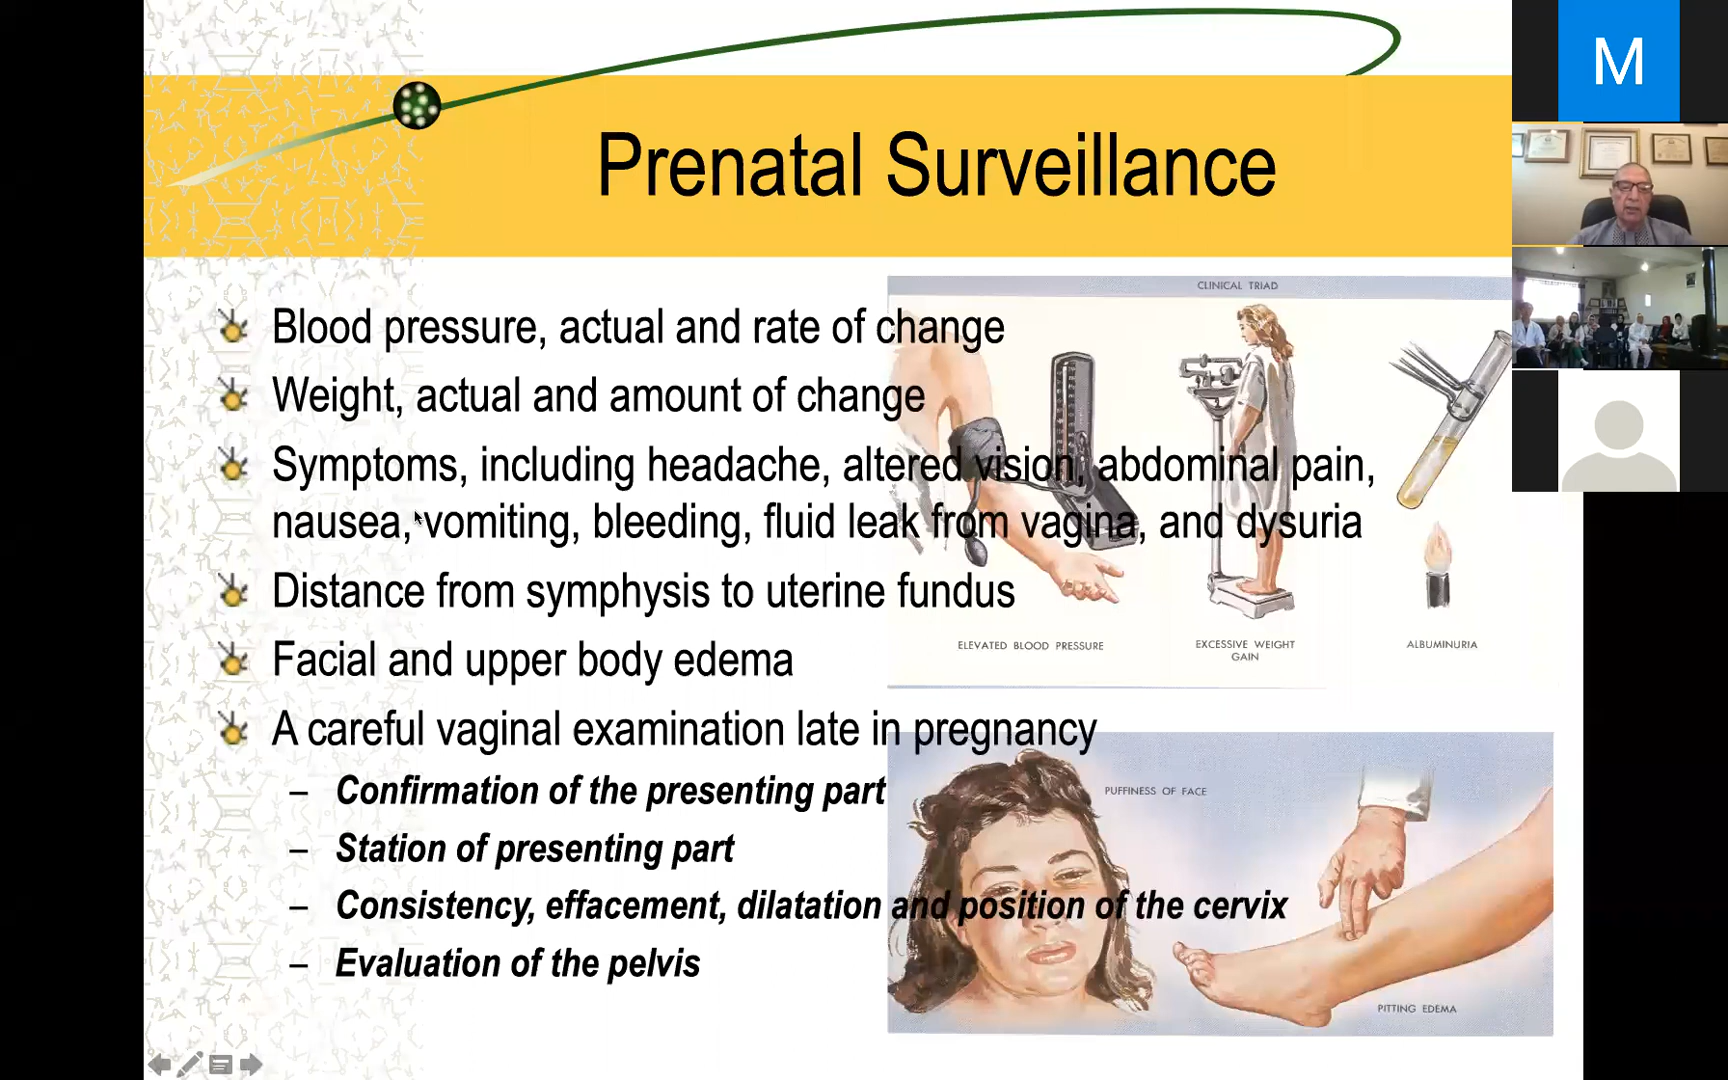 Prenatal Surveillance
Blood pressure, actual and rate of change
Weight, actual and amount of change
Symptoms, including headache, altered vision, abdominal pain,
nausea, vomiting, bleeding, fluid leak from vagina, and dysuria
Distance from symphysis to uterine fundus
Facial and upper body edema
A careful vaginal examination late in pregnancy
– Confirmation of the presenting part
– Station of presenting part
– Consistency, effacement, dilatation and position of the cervix
– Evaluation of the pelvis
CLINICAL TRIAD
ELEVATED BLOOD PRESSURE
EXCESSIVE WEIGHT
GAIN
ALBUMINURIA
PUFFINESS OF FACE
PITTING EDEMA
M